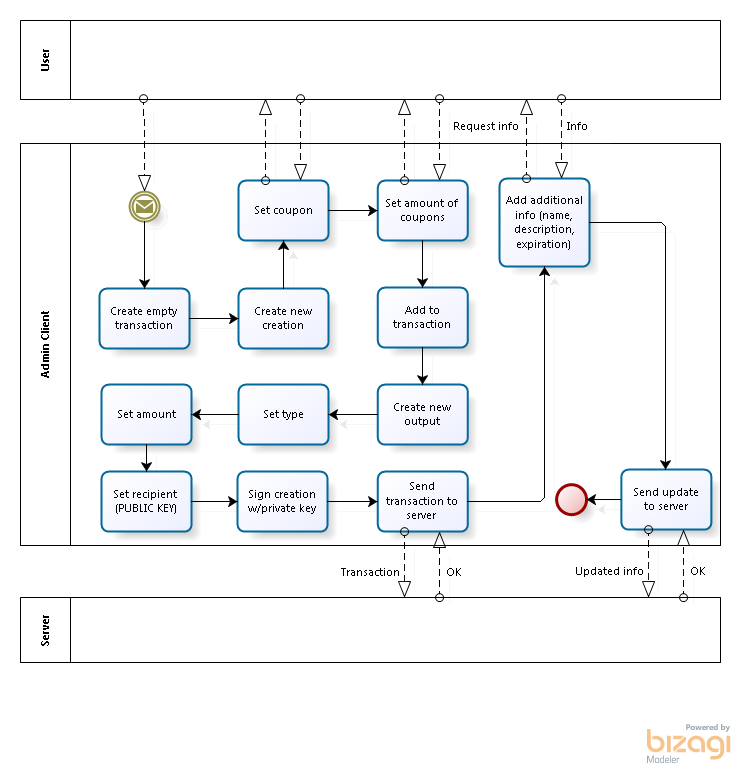 User
Request info
Info
Admin Client
Set coupon
Set amount of
coupons
Add additional
info (name,
description,
expiration)
Create empty
transaction
Create new
creation
Add to
transaction
Set amount
Set type
Create new
output
Set recipient
(PUBLIC KEY)
Sign creation
w/private key
Send
transaction to
server
Send update
to server
Transaction
OK
Updated info
OK
Server
Powered by
bizagi
Modeler